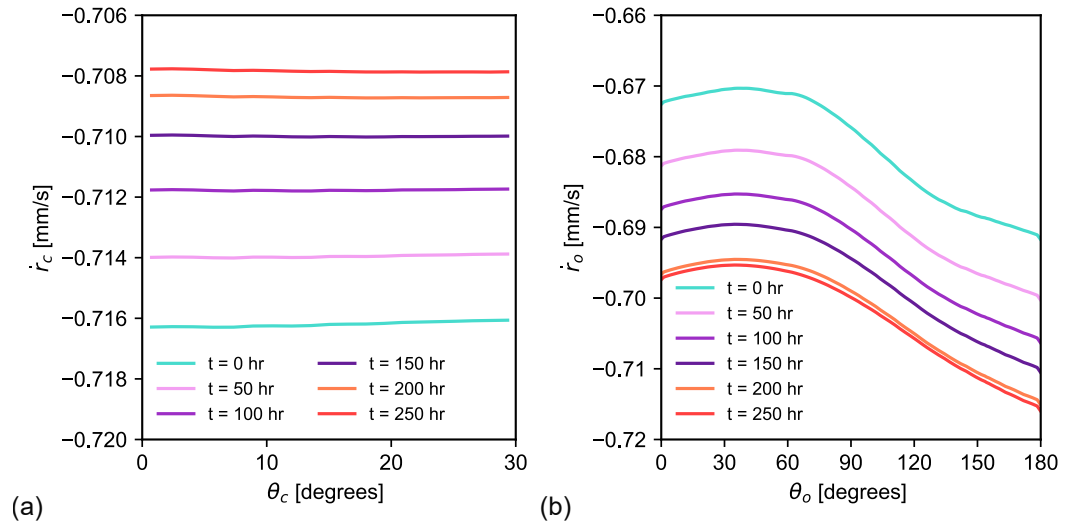 −0.706
−0.708
−0.710
−0.712
−0.714
−0.716
−0.718
−0.720
ṙc [mm/s]
t = 0 hr
t = 50 hr
t = 100 hr
t = 150 hr
t = 200 hr
t = 250 hr
0 10 20 30
θc [degrees]
(a)
−0.66
−0.67
−0.68
−0.69
−0.70
−0.71
−0.72
ṙo [mm/s]
t = 0 hr
t = 50 hr
t = 100 hr
t = 150 hr
t = 200 hr
t = 250 hr
0 30 60 90 120 150 180
θo [degrees]
(b)